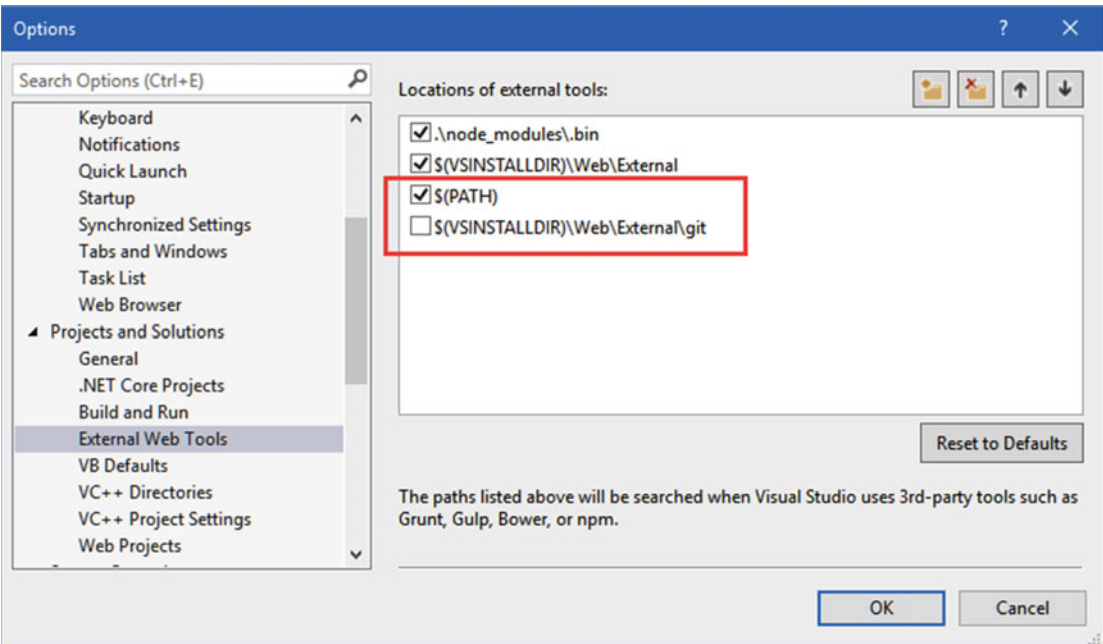 Options
Search Options (Ctrl+E)
Keyboard
Notifications
Quick Launch
Startup
Synchronized Settings
Tabs and Windows
Task List
Web Browser
Projects and Solutions
General
.NET Core Projects
Build and Run
External Web Tools
VB Defaults
VC++ Directories
VC++ Project Settings
Web Projects
Locations of external tools:
.\node_modules\.bin
$(VSINSTALLDIR)\Web\External
$(PATH)
$(VSINSTALLDIR)\Web\External\git
Reset to Defaults
The paths listed above will be searched when Visual Studio uses 3rd-party tools such as
Grunt, Gulp, Bower, or npm.
OK
Cancel